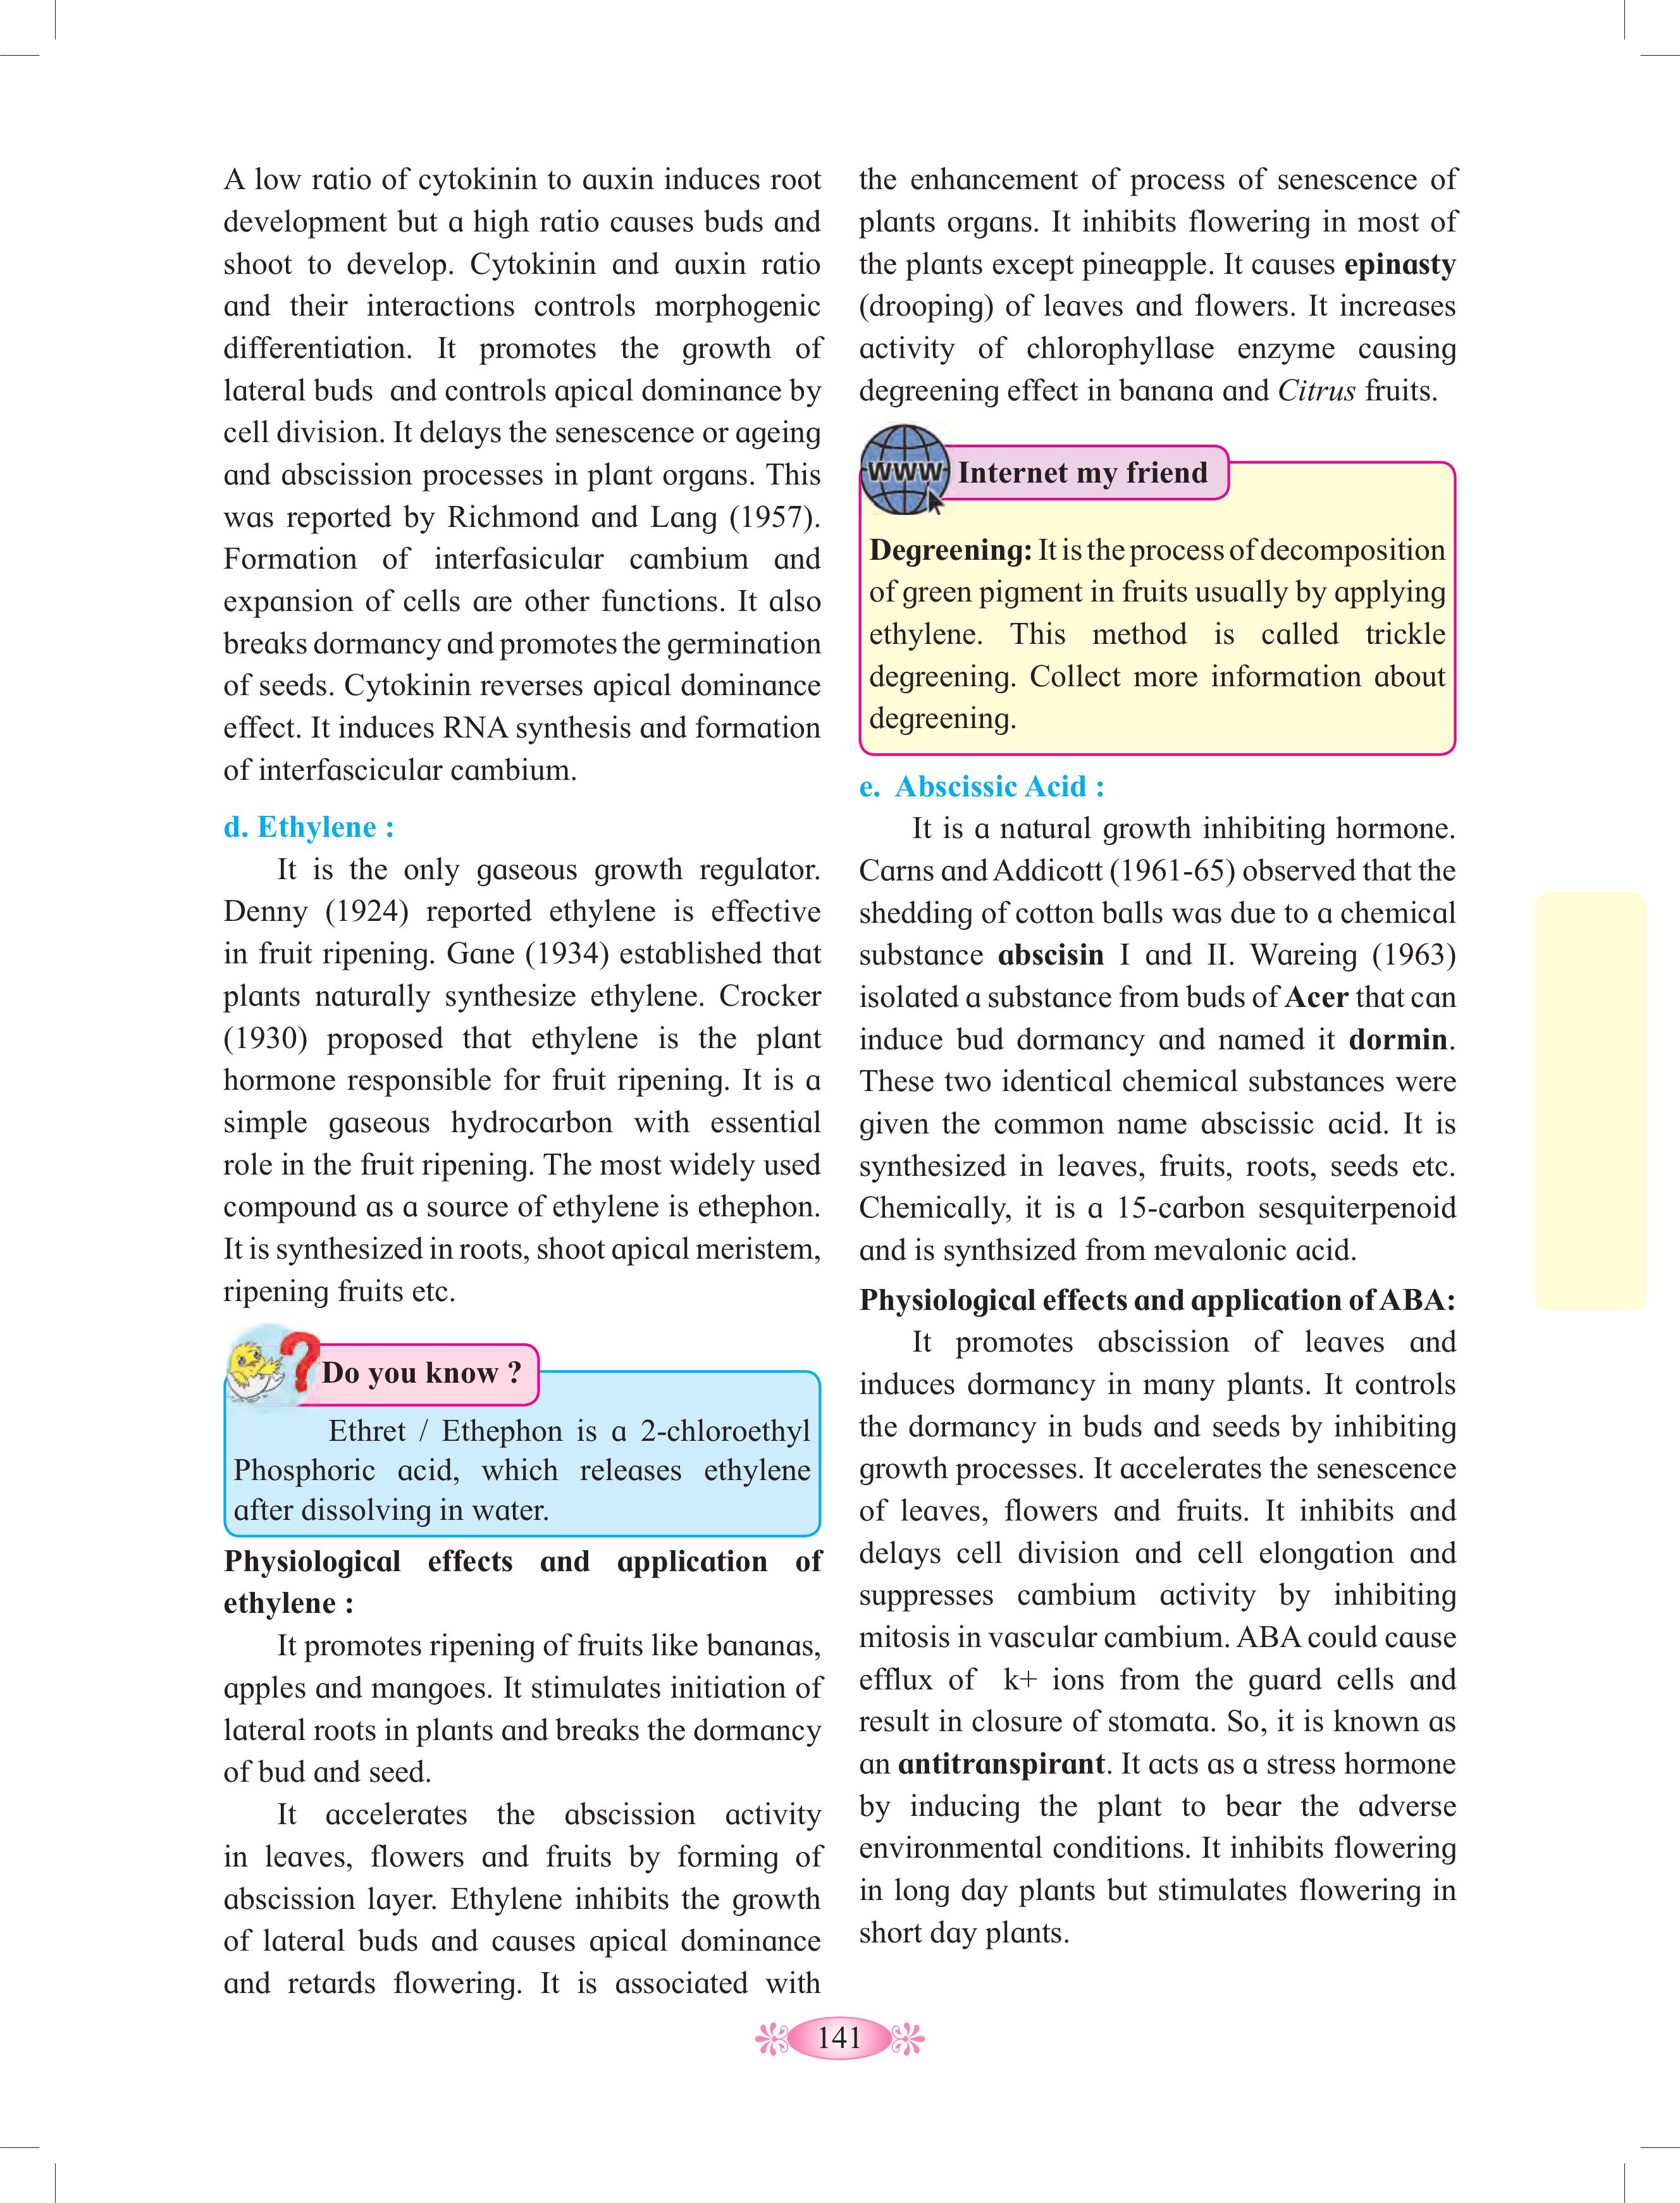 A low ratio of cytokinin to auxin induces root
development but a high ratio causes buds and
shoot to develop. Cytokinin and auxin ratio
and their interactions controls morphogenic
differentiation. It promotes the growth of
lateral buds and controls apical dominance by
cell division. It delays the senescence or ageing
and abscission processes in plant organs. This
was reported by Richmond and Lang (1957).
Formation of interfasicular cambium and
expansion of cells are other functions. It also
breaks dormancy and promotes the germination
of seeds. Cytokinin reverses apical dominance
effect. It induces RNA synthesis and formation
of interfascicular cambium.
d. Ethylene :
It is the only gaseous growth regulator.
Denny (1924) reported ethylene is effective
in fruit ripening. Gane (1934) established that
plants naturally synthesize ethylene. Crocker
(1930) proposed that ethylene is the plant
hormone responsible for fruit ripening. It is a
simple gaseous hydrocarbon with essential
role in the fruit ripening. The most widely used
compound as a source of ethylene is ethephon.
It is synthesized in roots, shoot apical meristem,
ripening fruits etc.
Do you know ?
Ethret / Ethephon is a 2-chloroethyl
Phosphoric acid, which releases ethylene
after dissolving in water.
Physiological effects and application of
ethylene :
It promotes ripening of fruits like bananas,
apples and mangoes. It stimulates initiation of
lateral roots in plants and breaks the dormancy
of bud and seed.
It accelerates the abscission activity
in leaves, flowers and fruits by forming of
abscission layer. Ethylene inhibits the growth
of lateral buds and causes apical dominance
and retards flowering. It is associated with
the enhancement of process of senescence of
plants organs. It inhibits flowering in most of
the plants except pineapple. It causes epinasty
(drooping) of leaves and flowers. It increases
activity of chlorophyllase enzyme causing
degreening effect in banana and Citrus fruits.
WWW Internet my friend
Degreening: It is the process of decomposition
of green pigment in fruits usually by applying
ethylene. This method is called trickle
degreening. Collect more information about
degreening.
e. Abscissic Acid :
It is a natural growth inhibiting hormone.
Carns and Addicott (1961-65) observed that the
shedding of cotton balls was due to a chemical
substance abscisin I and II. Wareing (1963)
isolated a substance from buds of Acer that can
induce bud dormancy and named it dormin.
These two identical chemical substances were
given the common name abscissic acid. It is
synthesized in leaves, fruits, roots, seeds etc.
Chemically, it is a 15-carbon sesquiterpenoid
and is synthsized from mevalonic acid.
Physiological effects and application of ABA:
It promotes abscission of leaves and
induces dormancy in many plants. It controls
the dormancy in buds and seeds by inhibiting
growth processes. It accelerates the senescence
of leaves, flowers and fruits. It inhibits and
delays cell division and cell elongation and
suppresses cambium activity by inhibiting
mitosis in vascular cambium. ABA could cause
efflux of k+ ions from the guard cells and
result in closure of stomata. So, it is known as
an antitranspirant. It acts as a stress hormone
by inducing the plant to bear the adverse
environmental conditions. It inhibits flowering
in long day plants but stimulates flowering in
short day plants.
141